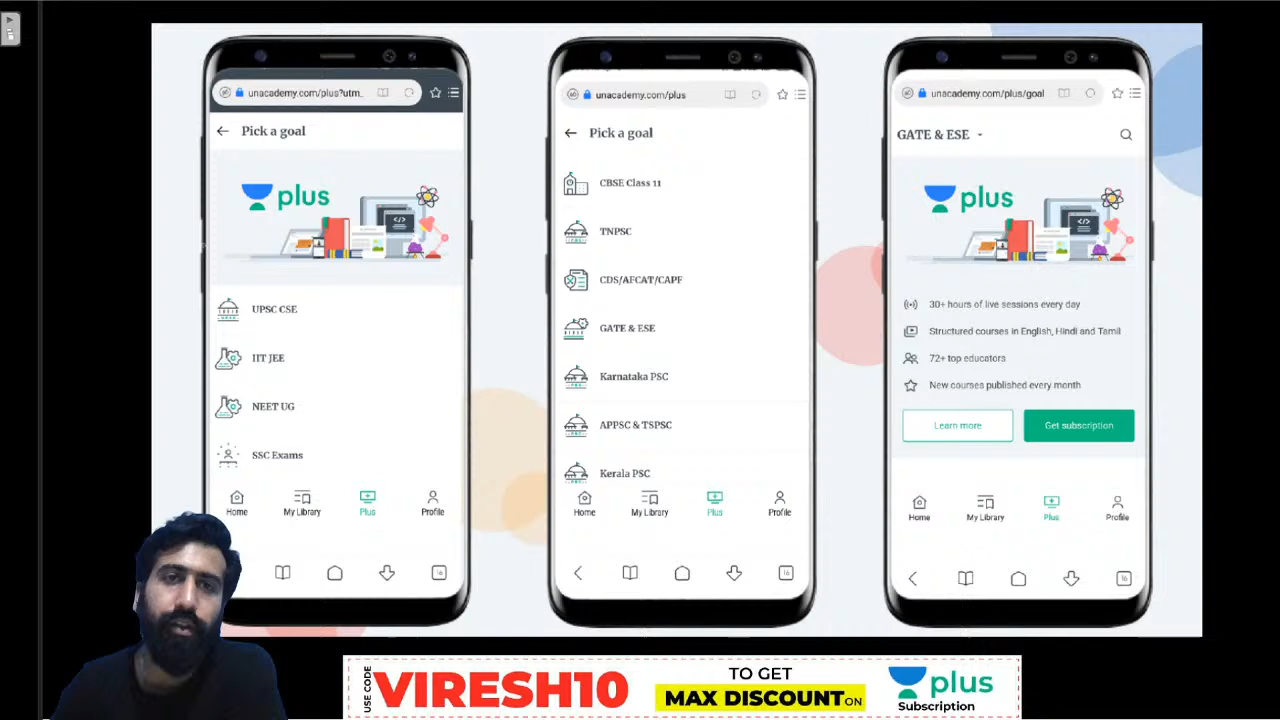 unacademy.com/plus?utm_
Pick a goal
plus
UPSC CSE
IIT JEE
NEET UG
SSC Exams
Home
My Library
Plus
Profile
16
unacademy.com/plus
Pick a goal
CBSE Class 11
TNPSC
CDS/AFCAT/CAPF
GATE & ESE
Karnataka PSC
APPSC & TSPSC
Kerala PSC
Home
My Library
Plus
Profile
16
unacademy.com/plus/goal
GATE & ESE
plus
30+ hours of live sessions every day
Structured courses in English, Hindi and Tamil
72+ top educators
New courses published every month
Learn more
Get subscription
Home
My Library
Plus
Profile
16
USE CODE
VIRESH10
TO GET
MAX DISCOUNT ON
plus
Subscription